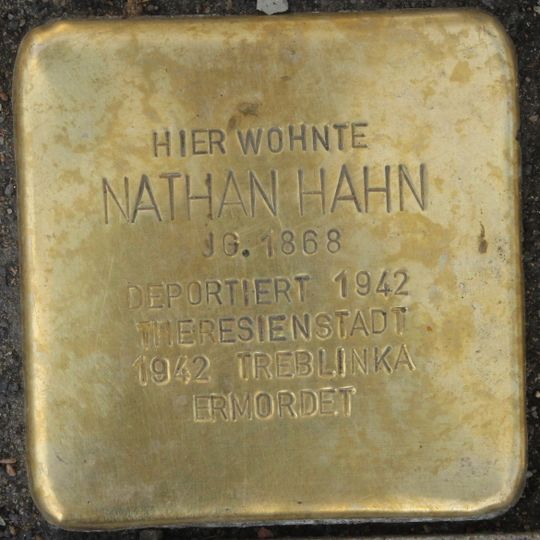 HIER WOHNTE
NATHAN HAHN
JG. 1868
DEPORTIERT 1942
THERESIENSTADT
1942 TREBLINKA
ERMORDET